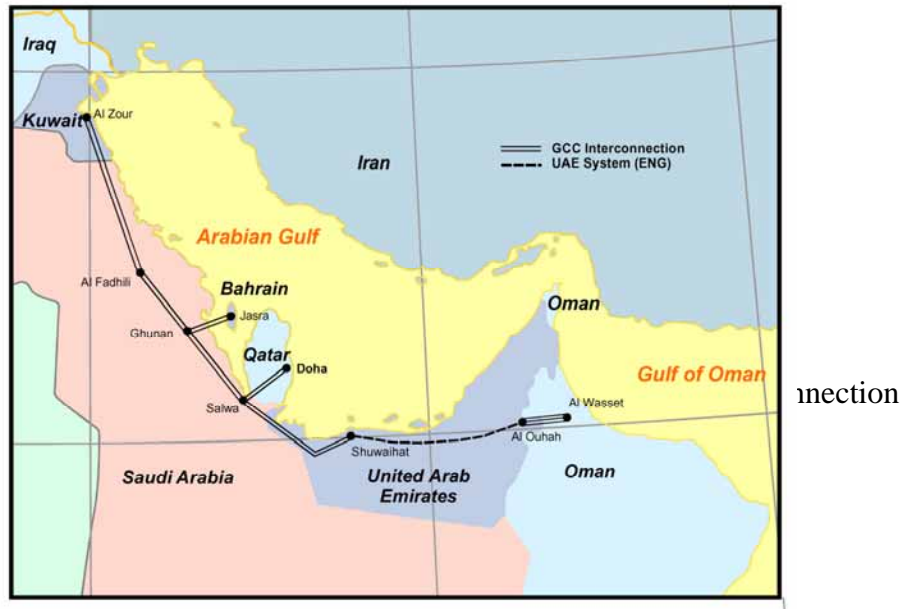 Iraq
Kuwait
Al Zour
Iran
GCC Interconnection
UAE System (ENG)
Arabian Gulf
Al Fadhili
Bahrain
Jasra
Ghunan
Oman
Qatar
Doha
Gulf of Oman
nnection
Salwa
Al Wasset
Al Ouhah
Shuwaihat
Saudi Arabia
United Arab
Emirates
Oman